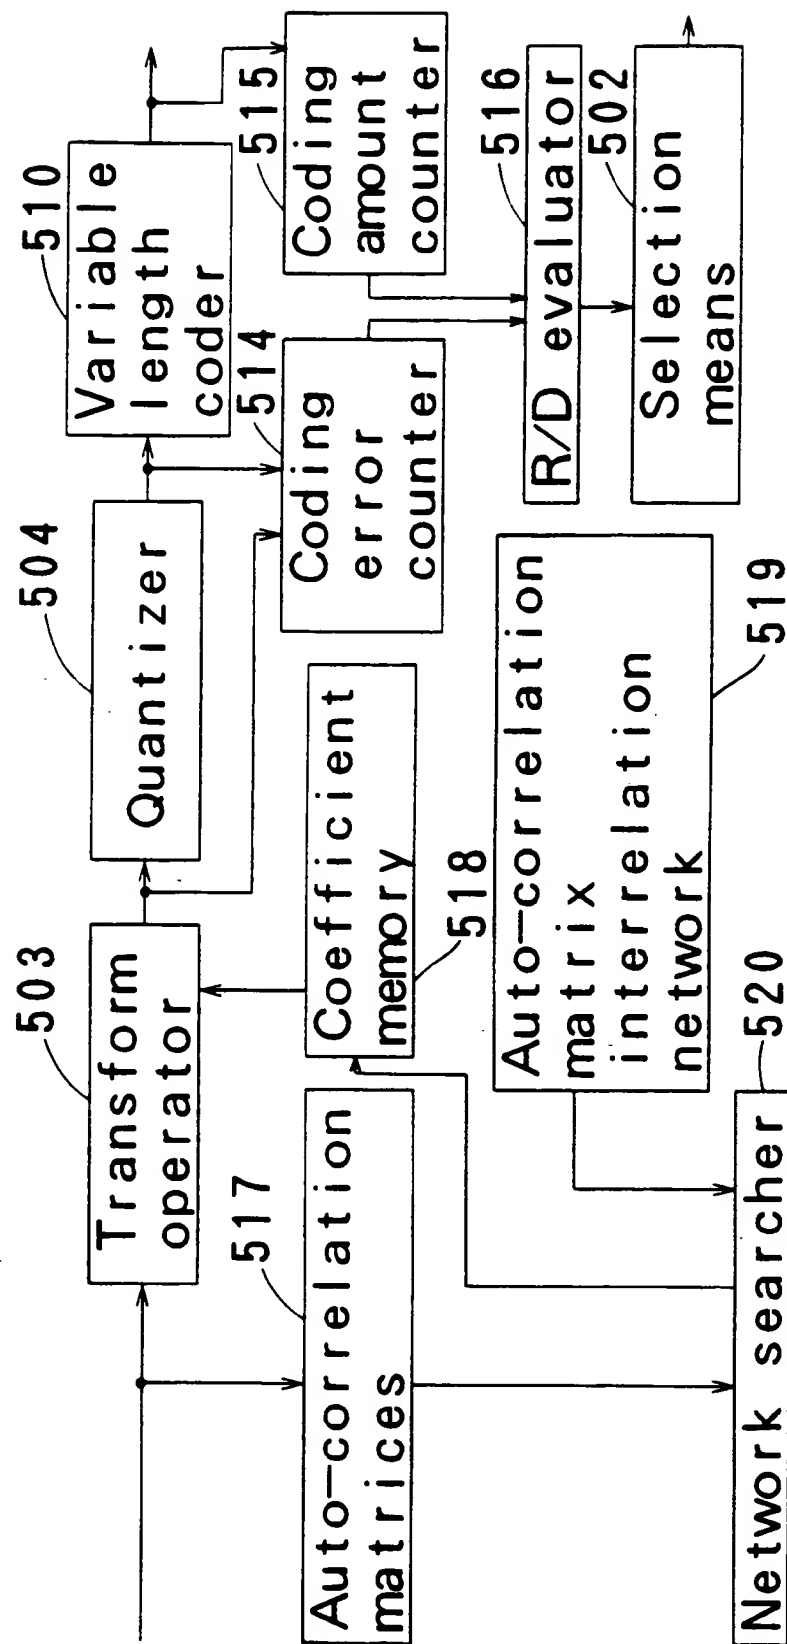 503
Transform
operator
504
Quantizer
510
Variable
length
coder
517
Auto-correlation
matrices
Coefficient
memory
518
514
Coding
error
counter
515
Coding
amount
counter
Auto-correlation
matrix
interrelation
network
519
516
R/D evaluator
502
Selection
means
Network searcher
520